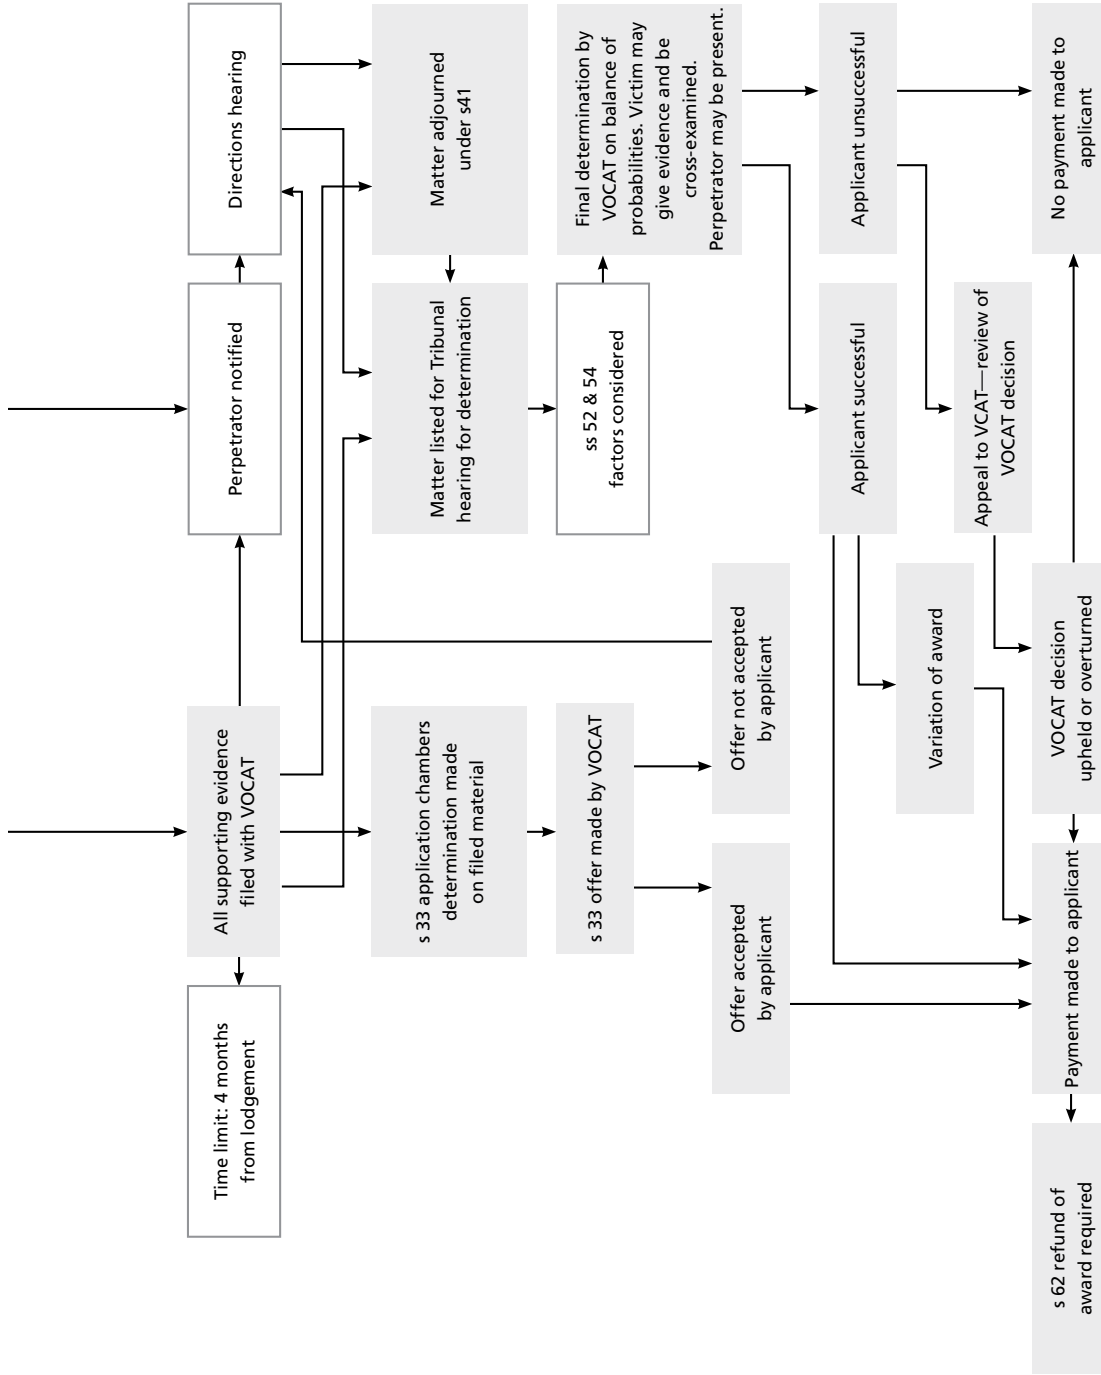 Time limit: 4 months
from lodgement
All supporting evidence
filed with VOCAT
Perpetrator notified
Directions hearing
s 33 application chambers
determination made
on filed material
Matter listed for Tribunal
hearing for determination
Matter adjourned
under s41
s 33 offer made by VOCAT
ss 52 & 54
factors considered
Final determination by
VOCAT on balance of
probabilities. Victim may
give evidence and be
cross-examined.
Perpetrator may be present.
Offer accepted
by applicant
Offer not accepted
by applicant
Applicant successful
Applicant unsuccessful
Variation of award
Appeal to VCAT—review of
VOCAT decision
s 62 refund of
award required
Payment made to applicant
VOCAT decision
upheld or overturned
No payment made to
applicant